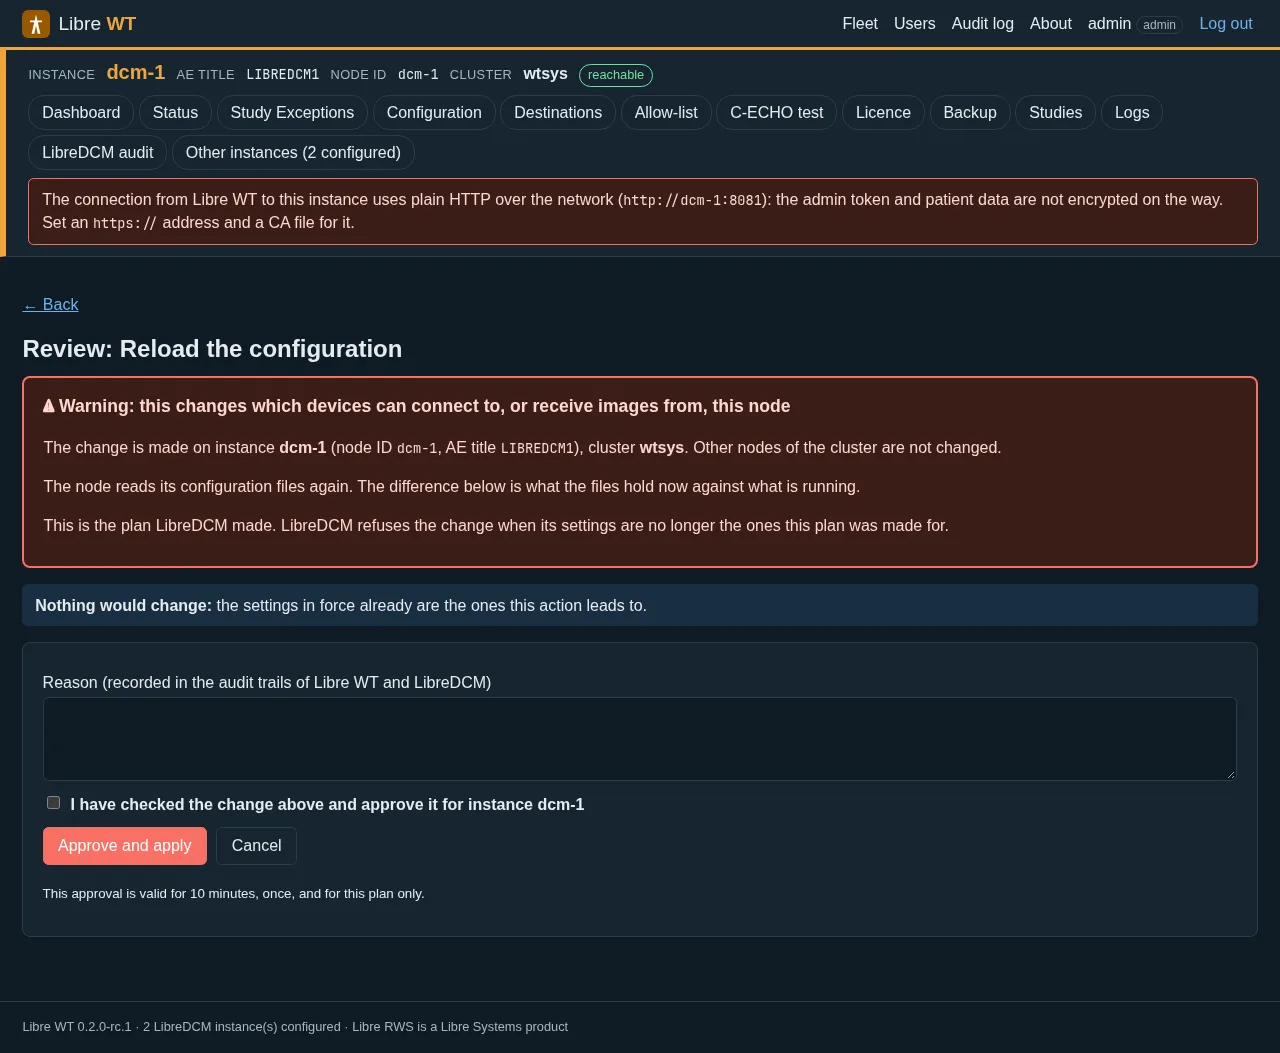 Libre WT
Fleet Users Audit log About admin admin Log out
INSTANCE dcm-1 AE TITLE LIBREDCM1 NODE ID dcm-1 CLUSTER wtsys reachable
Dashboard Status Study Exceptions Configuration Destinations Allow-list C-ECHO test Licence Backup Studies Logs
LibreDCM audit Other instances (2 configured)
The connection from Libre WT to this instance uses plain HTTP over the network (http://dcm-1:8081): the admin token and patient data are not encrypted on the way.
Set an https:// address and a CA file for it.
← Back
Review: Reload the configuration
⚠ Warning: this changes which devices can connect to, or receive images from, this node
The change is made on instance dcm-1 (node ID dcm-1, AE title LIBREDCM1), cluster wtsys. Other nodes of the cluster are not changed.
The node reads its configuration files again. The difference below is what the files hold now against what is running.
This is the plan LibreDCM made. LibreDCM refuses the change when its settings are no longer the ones this plan was made for.
Nothing would change: the settings in force already are the ones this action leads to.
Reason (recorded in the audit trails of Libre WT and LibreDCM)
I have checked the change above and approve it for instance dcm-1
Approve and apply Cancel
This approval is valid for 10 minutes, once, and for this plan only.
Libre WT 0.2.0-rc.1 · 2 LibreDCM instance(s) configured · Libre RWS is a Libre Systems product